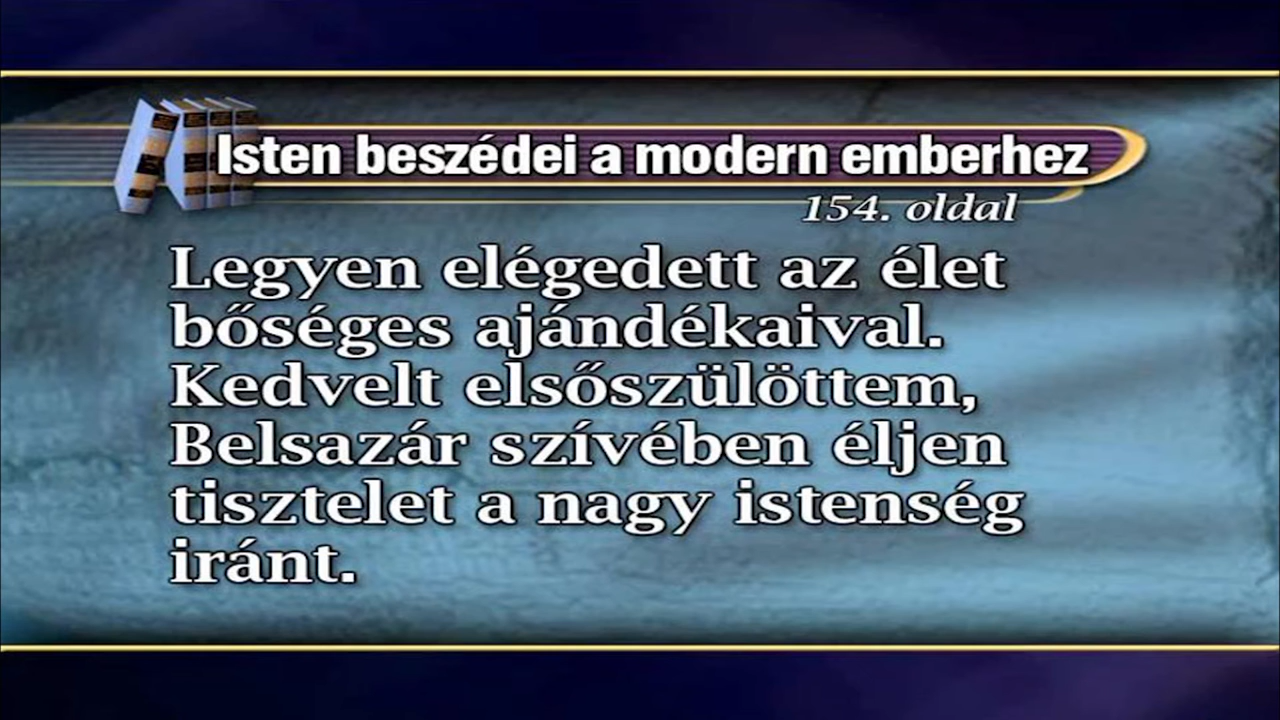 Isten beszédei a modern emberhez
154. oldal
Legyen elégedett az élet
bőséges ajándékaival.
Kedvelt elsőszülöttem,
Belsazár szívében éljen
tisztelet a nagy istenség
iránt.